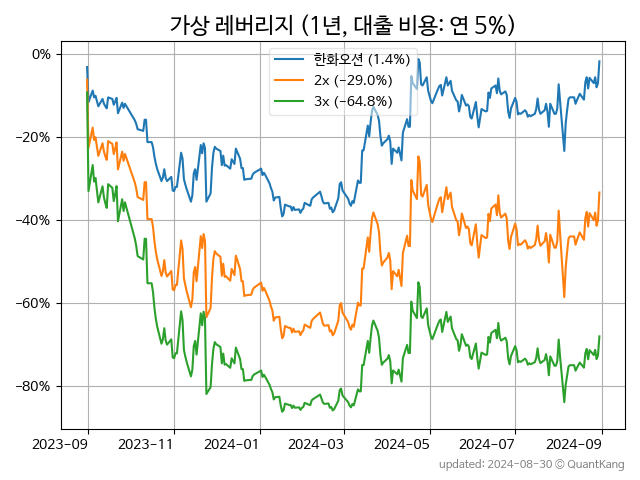 가상 레버리지 (1년, 대출 비용: 연 5%)
한화오션 (1.4%)
2x (−29.0%)
3x (−64.8%)
0%
−20%
−40%
−60%
−80%
2023-09 2023-11 2024-01 2024-03 2024-05 2024-07 2024-09
updated: 2024-08-30 © QuantKang